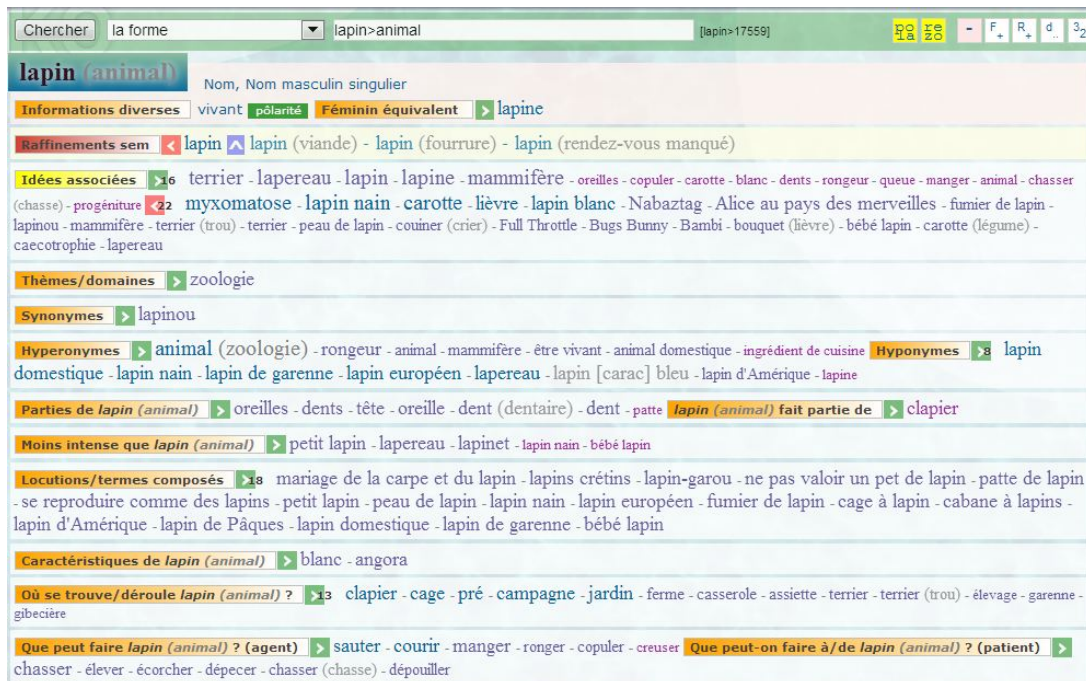 Chercher la forme lapin>animal [lapin>17559] po la re zo - F+ R+ d..
lapin (animal) Nom, Nom masculin singulier
Informations diverses vivant pôlarité Féminin équivalent > lapine
Raffinements sem < lapin ^ lapin (viande) - lapin (fourrure) - lapin (rendez-vous manqué)
Idées associées >16 terrier - lapereau - lapin - lapine - mammifère - oreilles - copuler - carotte - blanc - dents - rongeur - queue - manger - animal - chasser
(chasse) - progéniture <22 myxomatose - lapin nain - carotte - lièvre - lapin blanc - Nabaztag - Alice au pays des merveilles - fumier de lapin -
lapinou - mammifère - terrier (trou) - terrier - peau de lapin - couiner (crier) - Full Throttle - Bugs Bunny - Bambi - bouquet (lièvre) - bébé lapin - carotte (légume) -
caecotrophie - lapereau
Thèmes/domaines > zoologie
Synonymes > lapinou
Hyperonymes > animal (zoologie) - rongeur - animal - mammifère - être vivant - animal domestique - ingrédient de cuisine Hyponymes >8 lapin
domestique - lapin nain - lapin de garenne - lapin européen - lapereau - lapin [carac] bleu - lapin d'Amérique - lapine
Parties de lapin (animal) > oreilles - dents - tête - oreille - dent (dentaire) - dent - patte lapin (animal) fait partie de > clapier
Moins intense que lapin (animal) > petit lapin - lapereau - lapinet - lapin nain - bébé lapin
Locutions/termes composés >18 mariage de la carpe et du lapin - lapins crétins - lapin-garou - ne pas valoir un pet de lapin - patte de lapin
- se reproduire comme des lapins - petit lapin - peau de lapin - lapin nain - lapin européen - fumier de lapin - cage à lapin - cabane à lapins -
lapin d'Amérique - lapin de Pâques - lapin domestique - lapin de garenne - bébé lapin
Caractéristiques de lapin (animal) > blanc - angora
Où se trouve/déroule lapin (animal) ? >13 clapier - cage - pré - campagne - jardin - ferme - casserole - assiette - terrier - terrier (trou) - élevage - garenne -
gibecière
Que peut faire lapin (animal) ? (agent) > sauter - courir - manger - ronger - copuler - creuser Que peut-on faire à/de lapin (animal) ? (patient) >
chasser - élever - écorcher - dépecer - chasser (chasse) - dépouiller